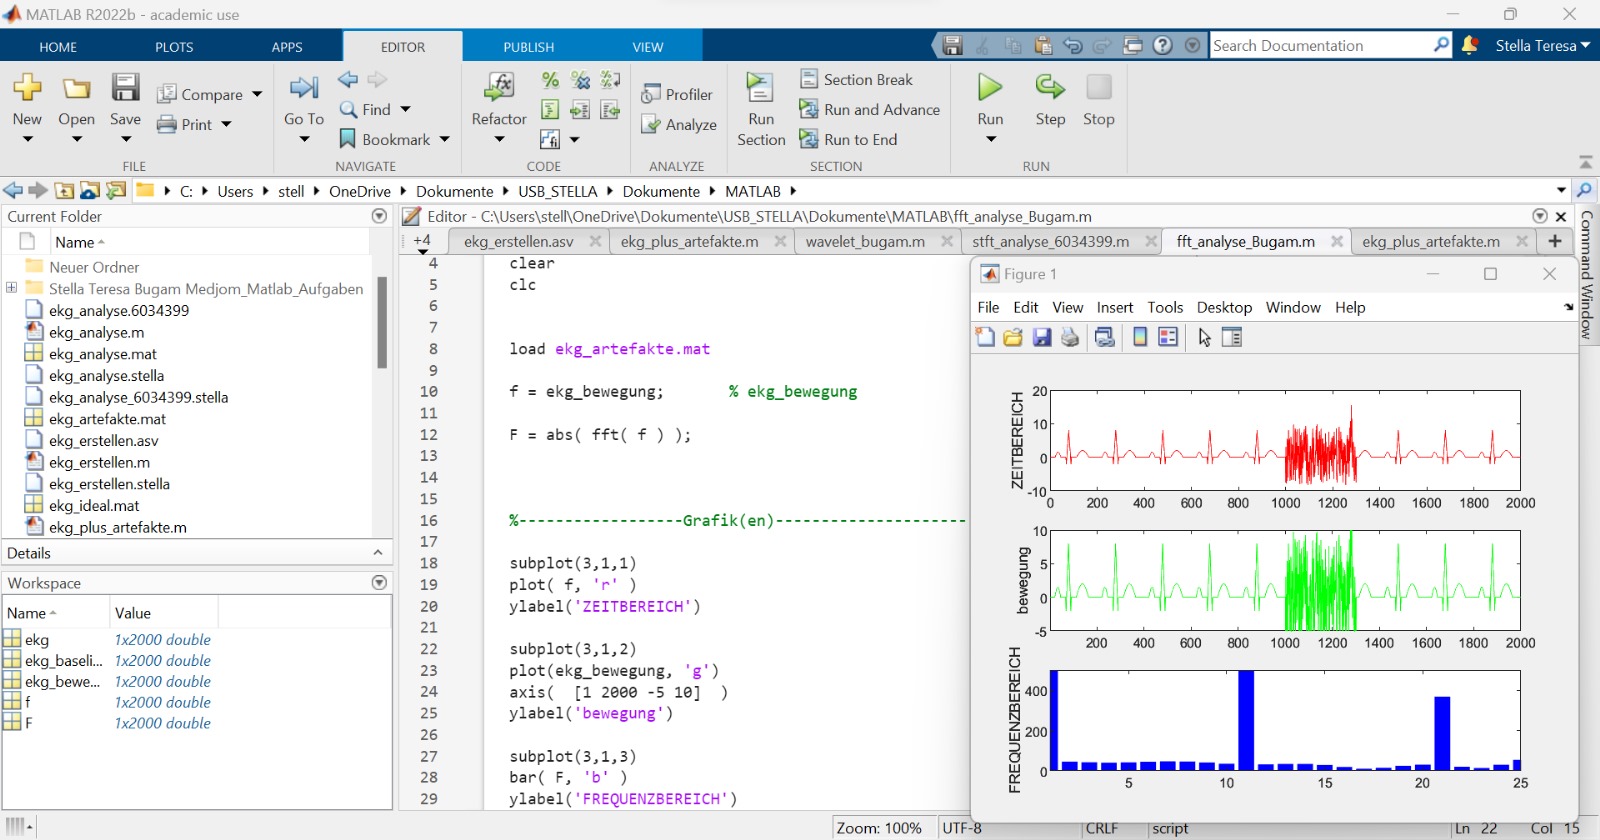 MATLAB R2022b - academic use
HOME PLOTS APPS EDITOR PUBLISH VIEW Search Documentation Stella Teresa
New Open Save Compare Print Go To Find Bookmark Refactor Profiler Analyze Run Section Section Break Run and Advance Run to End Run Step Stop
FILE NAVIGATE CODE ANALYZE SECTION RUN
C: Users stell OneDrive Dokumente USB_STELLA Dokumente MATLAB
Current Folder
Name
Neuer Ordner
Stella Teresa Bugam Medjom_Matlab_Aufgaben
ekg_analyse.6034399
ekg_analyse.m
ekg_analyse.mat
ekg_analyse.stella
ekg_analyse_6034399.stella
ekg_artefakte.mat
ekg_erstellen.asv
ekg_erstellen.m
ekg_erstellen.stella
ekg_ideal.mat
ekg_plus_artefakte.m
Details
Workspace
Name Value
ekg 1x2000 double
ekg_baseli... 1x2000 double
ekg_bewe... 1x2000 double
f 1x2000 double
F 1x2000 double
Editor - C:\Users\stell\OneDrive\Dokumente\USB_STELLA\Dokumente\MATLAB\fft_analyse_Bugam.m
+4 ekg_erstellen.asv ekg_plus_artefakte.m wavelet_bugam.m stft_analyse_6034399.m fft_analyse_Bugam.m ekg_plus_artefakte.m
4 clear
5 clc
6
7
8 load ekg_artefakte.mat
9
10 f = ekg_bewegung; % ekg_bewegung
11
12 F = abs( fft( f ) );
13
14
15
16 %------------------Grafik(en)---------------------
17
18 subplot(3,1,1)
19 plot( f, 'r' )
20 ylabel('ZEITBEREICH')
21
22 subplot(3,1,2)
23 plot(ekg_bewegung, 'g')
24 axis( [1 2000 -5 10] )
25 ylabel('bewegung')
26
27 subplot(3,1,3)
28 bar( F, 'b' )
29 ylabel('FREQUENZBEREICH')
Command Window
Figure 1
File Edit View Insert Tools Desktop Window Help
ZEITBEREICH
20
10
0
-10
0 200 400 600 800 1000 1200 1400 1600 1800 2000
bewegung
10
5
0
-5
200 400 600 800 1000 1200 1400 1600 1800 2000
FREQUENZBEREICH
400
200
0
5 10 15 20 25
Zoom: 100% UTF-8 CRLF script Ln 22 Col 15